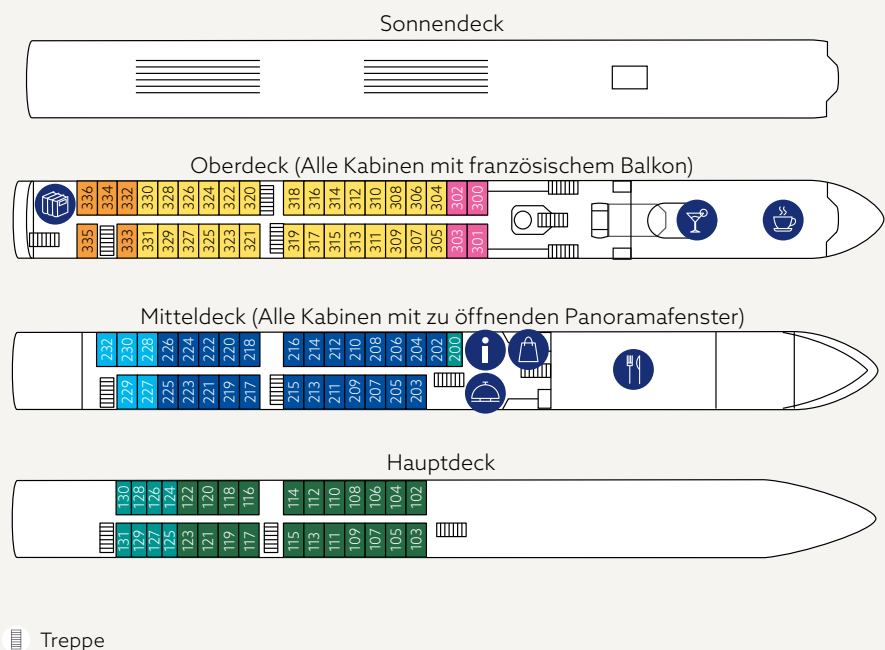 Sonnendeck
Oberdeck (Alle Kabinen mit französischem Balkon)
336 334 332 330 328 326 324 322 320 318 316 314 312 310 308 306 304 302 300
335 333 331 329 327 325 323 321 319 317 315 313 311 309 307 305 303 301
Mitteldeck (Alle Kabinen mit zu öffnenden Panoramafenster)
232 230 228 226 224 222 220 218 216 214 212 210 208 206 204 202 200
229 227 225 223 221 219 217 215 213 211 209 207 205 203
Hauptdeck
130 128 126 124 122 120 118 116 114 112 110 108 106 104 102
131 129 127 125 123 121 119 117 115 113 111 109 107 105 103
Treppe